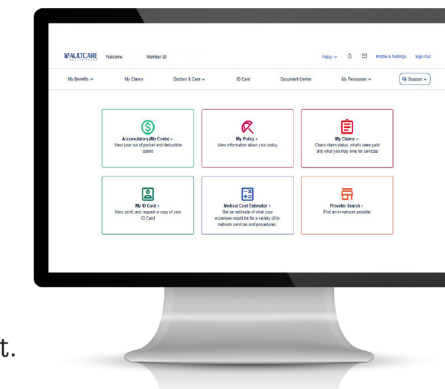 AULTCARE
HEALTH PLANS
Welcome,
Member ID:
Policy
Profile & Settings
Sign Out
My Benefits
My Claims
Doctors & Care
ID Card
Document Center
My Resources
Support
Accumulators (My Costs) >
View your out of pocket and deductible
spend
My Policy >
View information about your policy
My Claims >
Check claim status, what's been paid
and what you may owe for services
My ID Card >
View, print, and request a copy of your
ID Card
Medical Cost Estimator >
Get an estimate of what your
expenses would be for a variety of in-
network services and procedures.
Provider Search >
Find an in-network provider
t.